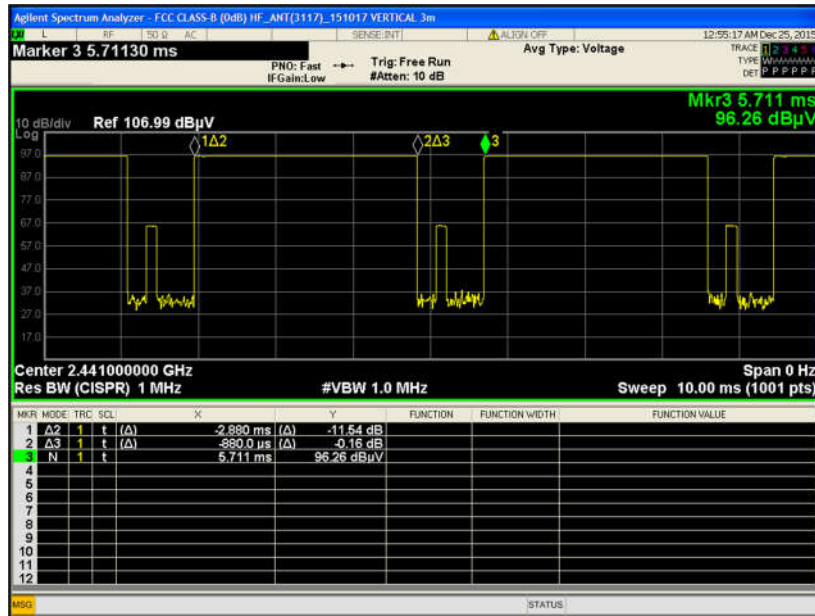 Agilent Spectrum Analyzer - FCC CLASS-B (0dB) HF_ANT(3117)_151017 VERTICAL 3m
L RF 50 Ω AC SENSE:INT ALIGN OFF 12:55:17 AM Dec 25, 2015
Marker 3 5.71130 ms
PNO: Fast
IFGain:Low
Trig: Free Run
#Atten: 10 dB
Avg Type: Voltage
TRACE 1 2 3 4 5
TYPE
DET P P P P P
Mkr3 5.711 ms
96.26 dBµV
10 dB/div Ref 106.99 dBµV
Log
1Δ2 2Δ3 3
97.0
87.0
77.0
67.0
57.0
47.0
37.0
27.0
17.0
Center 2.441000000 GHz Span 0 Hz
Res BW (CISPR) 1 MHz #VBW 1.0 MHz Sweep 10.00 ms (1001 pts)
MKR MODE TRC SCL X Y FUNCTION FUNCTION WIDTH FUNCTION VALUE
1 Δ2 1 t (Δ) -2.880 ms (Δ) -11.54 dB
2 Δ3 1 t (Δ) -880.0 µs (Δ) -0.16 dB
3 N 1 t 5.711 ms 96.26 dBµV
4
5
6
7
8
9
10
11
12
MSG STATUS